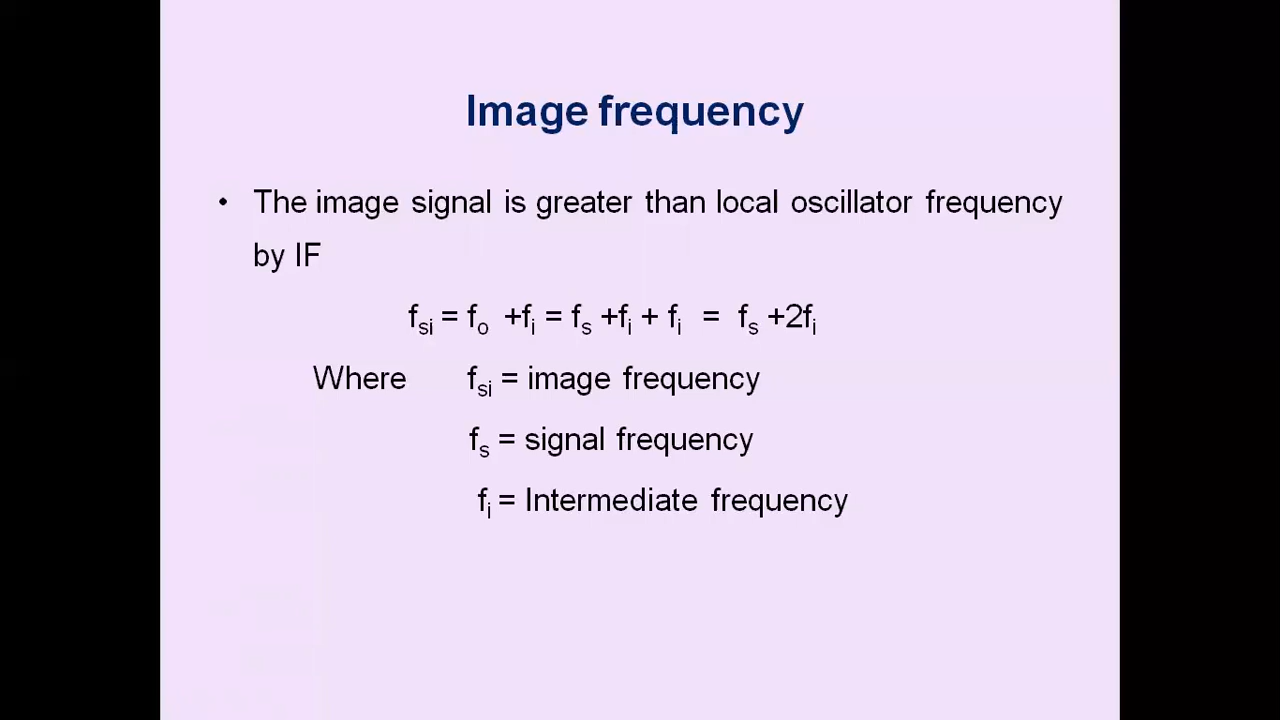 Image frequency
• The image signal is greater than local oscillator frequency
by IF
fsi = fo +fi = fs +fi + fi = fs +2fi
Where fsi = image frequency
fs = signal frequency
fi = Intermediate frequency